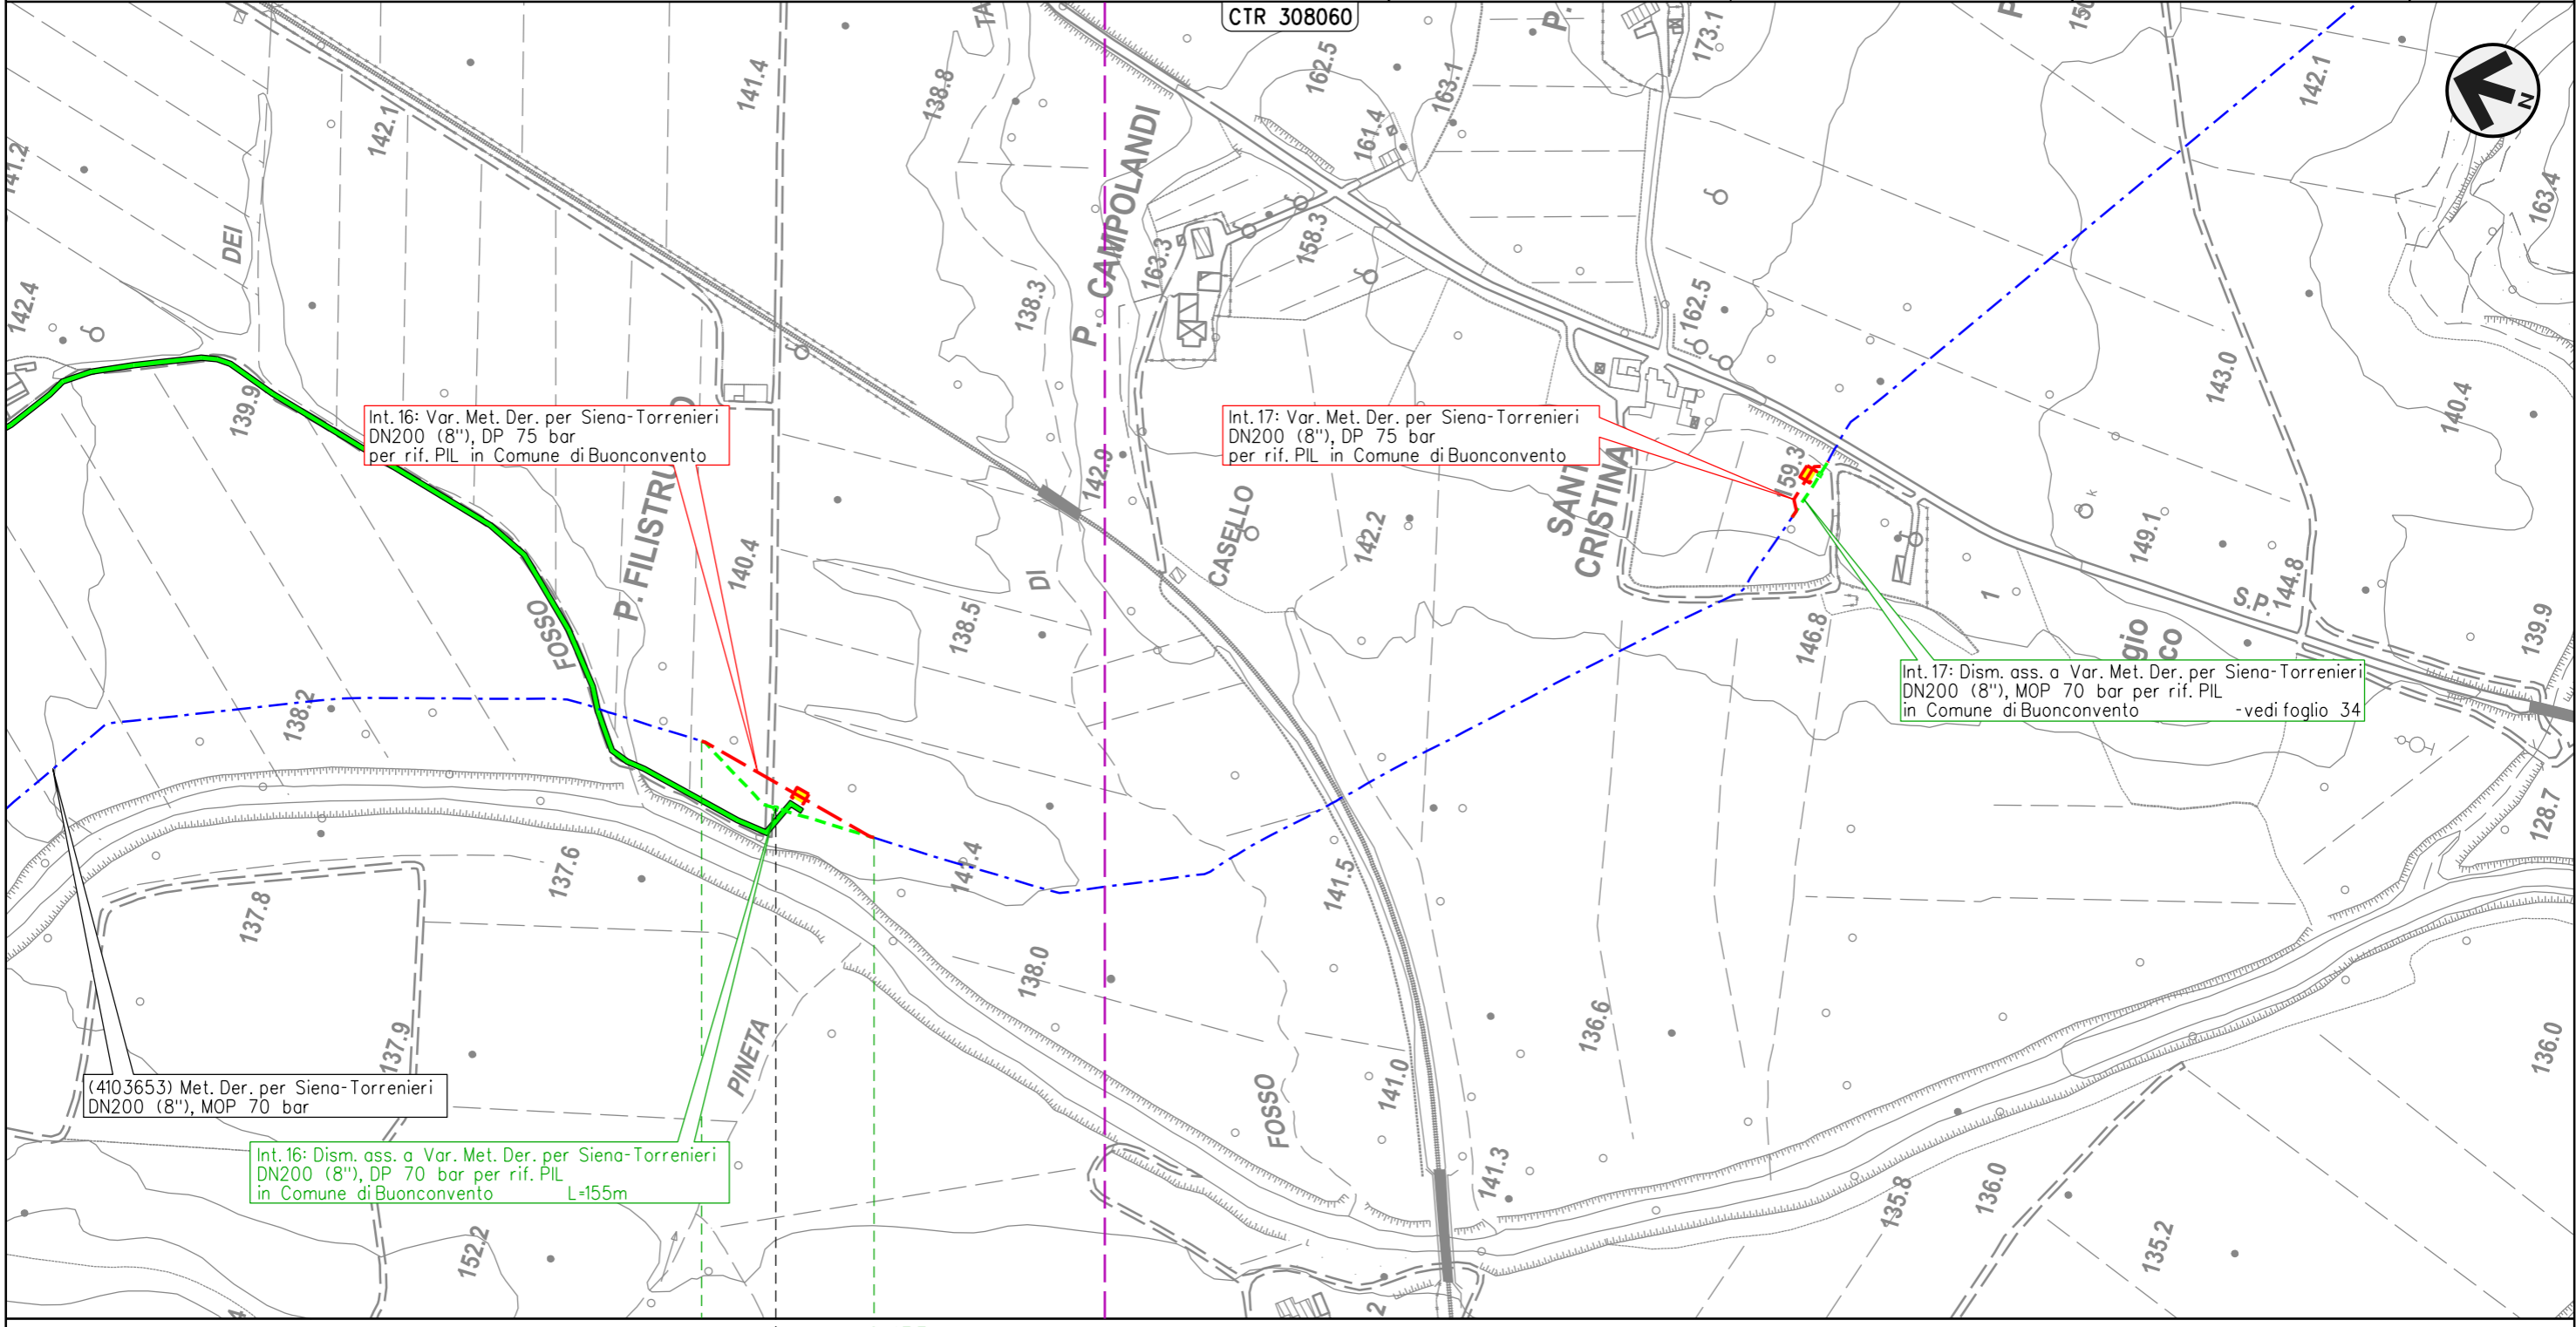 CTR 308060
N
DEI
P. CAMPOLANDI
P. FILISTRU
FOSSO
DI
CASELLO
CRISTINA
PINETA
FOSSO
S.P.
1
k
gio
co
TA
P.
P
Int.16: Var. Met. Der. per Siena-Torrenieri
DN200 (8"), DP 75 bar
per rif. PIL in Comune di Buonconvento
Int.17: Var. Met. Der. per Siena-Torrenieri
DN200 (8"), DP 75 bar
per rif. PIL in Comune di Buonconvento
Int.17: Dism. ass. a Var. Met. Der. per Siena-Torrenieri
DN200 (8"), MOP 70 bar per rif. PIL
in Comune di Buonconvento -vedi foglio 34
(4103653) Met. Der. per Siena-Torrenieri
DN200 (8"), MOP 70 bar
Int.16: Dism. ass. a Var. Met. Der. per Siena-Torrenieri
DN200 (8"), DP 70 bar per rif. PIL
in Comune di Buonconvento L=155m
141.2
142.4
142.1
141.4
138.8
162.5
163.1
173.1
161.4
158.3
163.3
138.3
162.5
142.1
163.4
143.0
140.4
139.9
140.4
142.9
142.2
159.3
149.1
144.8
139.9
138.5
146.8
138.2
141.4
141.5
128.7
137.6
137.8
138.0
137.9
141.0
136.6
136.0
141.3
135.8
136.0
135.2
152.2
2